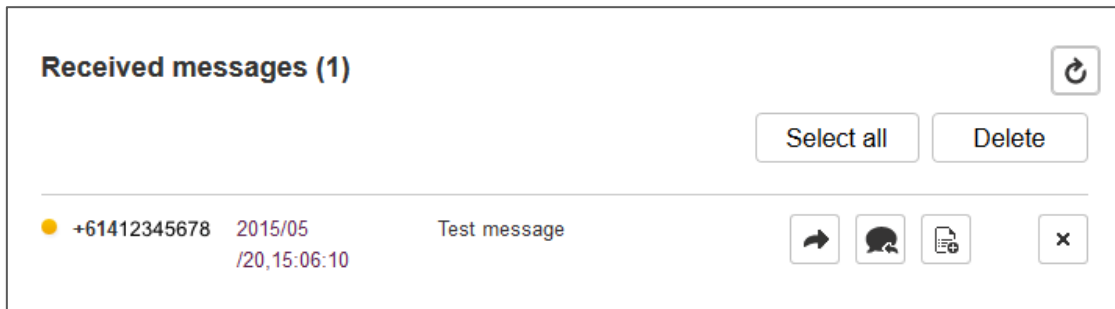 Received messages (1)
Select all Delete
+61412345678 2015/05 Test message
/20,15:06:10